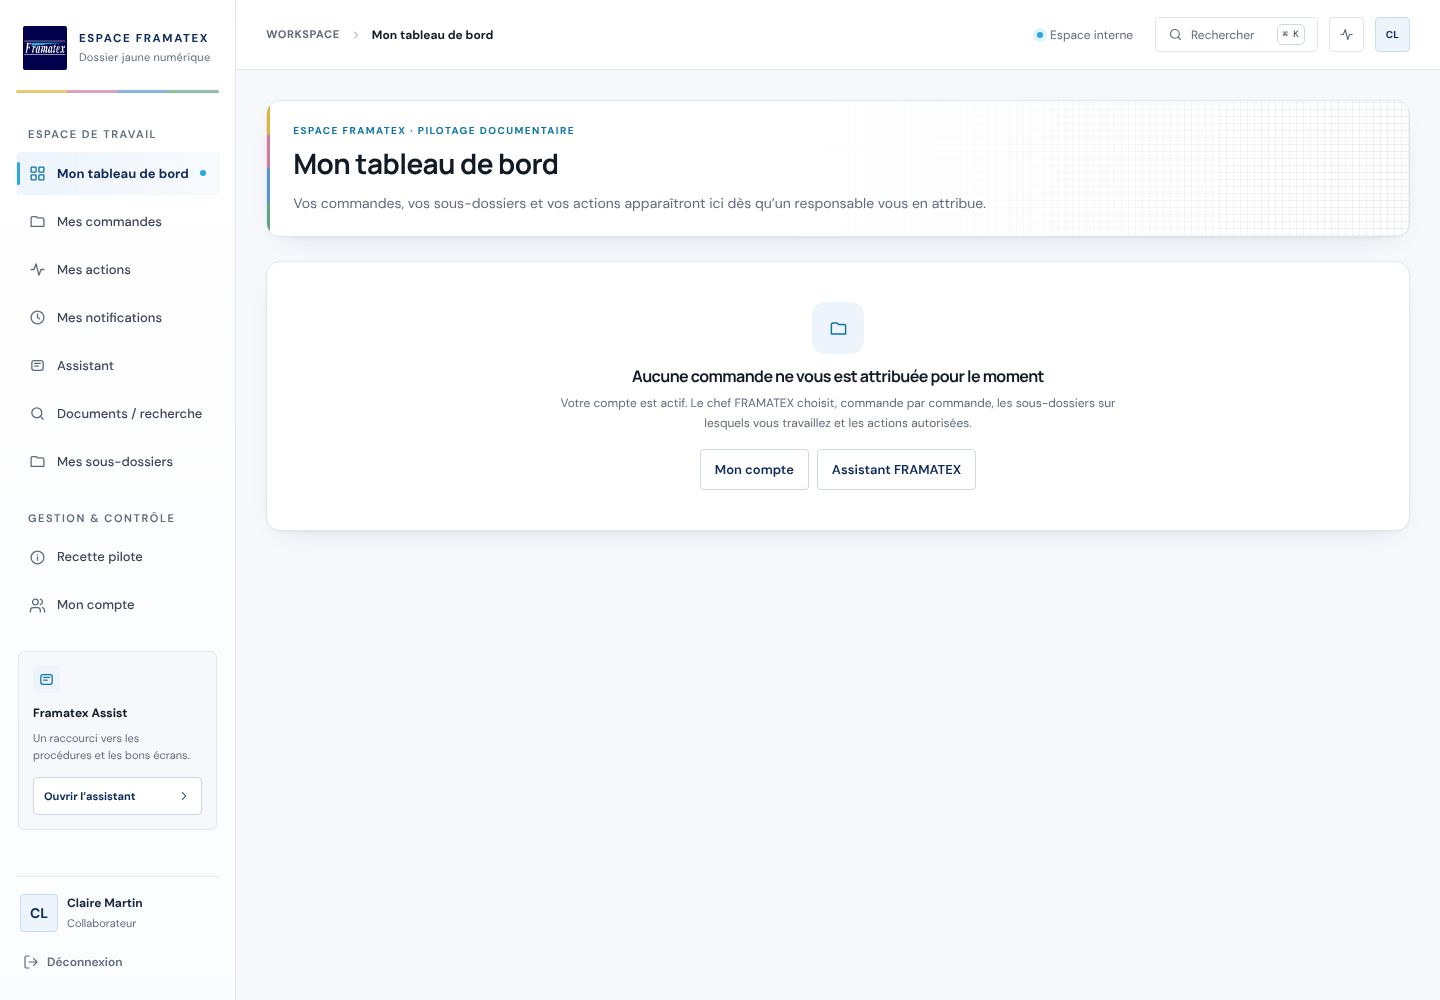 Framatex
ESPACE FRAMATEX
Dossier jaune numérique
ESPACE DE TRAVAIL
Mon tableau de bord
Mes commandes
Mes actions
Mes notifications
Assistant
Documents / recherche
Mes sous-dossiers
GESTION & CONTRÔLE
Recette pilote
Mon compte
Framatex Assist
Un raccourci vers les
procédures et les bons écrans.
Ouvrir l’assistant
CL
Claire Martin
Collaborateur
Déconnexion
WORKSPACE
Mon tableau de bord
Espace interne
Rechercher
⌘ K
CL
ESPACE FRAMATEX · PILOTAGE DOCUMENTAIRE
Mon tableau de bord
Vos commandes, vos sous-dossiers et vos actions apparaîtront ici dès qu’un responsable vous en attribue.
Aucune commande ne vous est attribuée pour le moment
Votre compte est actif. Le chef FRAMATEX choisit, commande par commande, les sous-dossiers sur
lesquels vous travaillez et les actions autorisées.
Mon compte
Assistant FRAMATEX